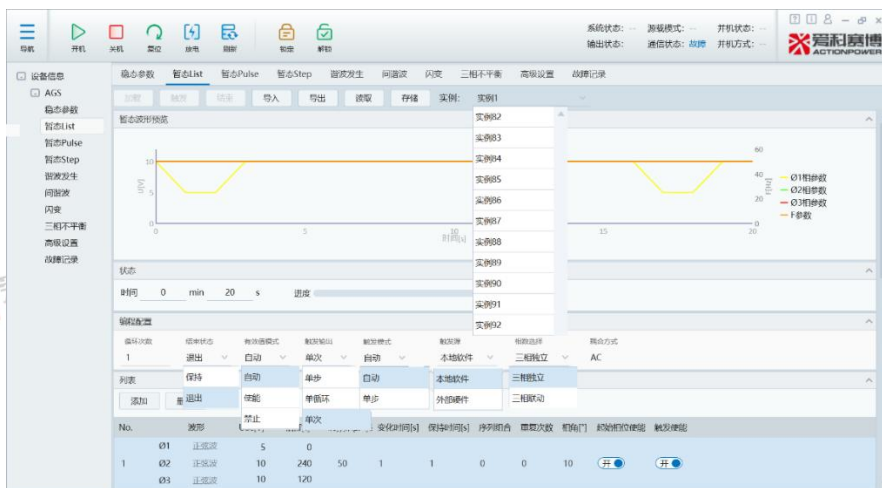 导航 开机 关机 复位 放电 刷新 锁定 解锁
系统状态: -- 源载模式: -- 并机状态: --
输出状态: 通信状态: 故障 并机方式: --
爱科赛博
ACTIONPOWER
设备信息
AGS
稳态参数
暂态List
暂态Pulse
暂态Step
谐波发生
间谐波
闪变
三相不平衡
高级设置
故障记录
稳态参数 暂态List 暂态Pulse 暂态Step 谐波发生 间谐波 闪变 三相不平衡 高级设置 故障记录
加载 触发 结束 导入 导出 读取 存储 实例: 实例1
实例82
实例83
实例84
实例85
实例86
实例87
实例88
实例89
实例90
实例91
实例92
暂态波形预览
U[V]
10
5
0
0 5 10 15 20
时间[s]
60
40
20
0
f[Hz]
Ø1相参数
Ø2相参数
Ø3相参数
F参数
状态
时间 0 min 20 s 进度
编程配置
循环次数 结束状态 有效值模式 触发输出 触发模式 触发源 相数选择 耦合方式
1 退出 自动 单次 自动 本地软件 三相独立 AC
保持 自动 单步 自动 本地软件 三相独立
退出 使能 单循环 单步 外部硬件 三相联动
禁止 单次
列表
添加
No. 波形 变化时间[s] 保持时间[s] 序列组合 重复次数 相角[°] 起始相位使能 触发使能
Ø1 正弦波 5 0
1 Ø2 正弦波 10 240 50 1 1 0 0 10 开 开
Ø3 正弦波 10 120